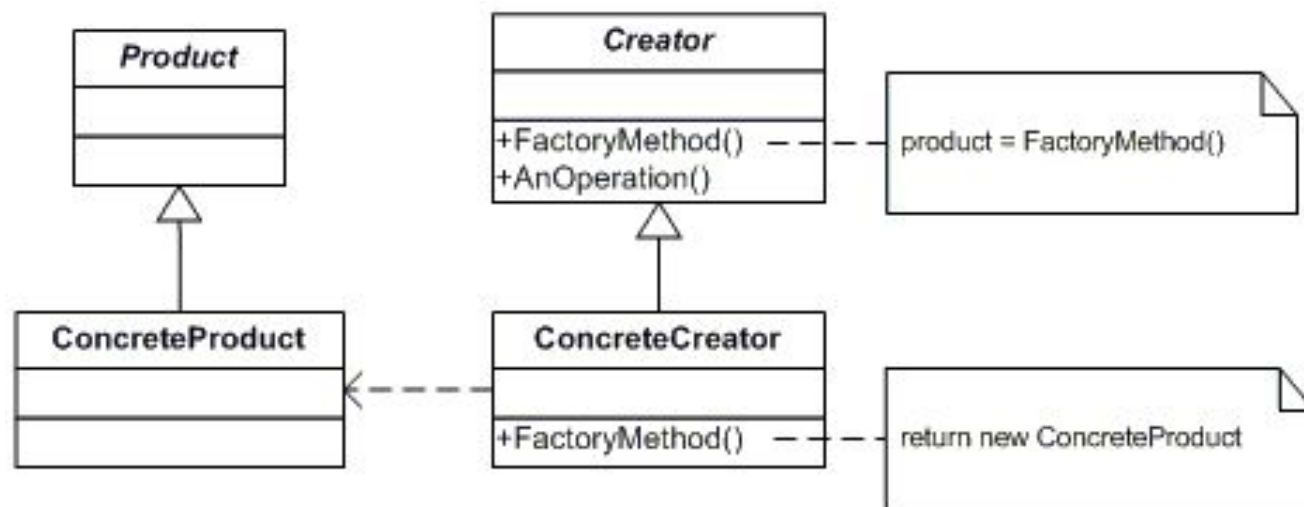 Product
Creator
+FactoryMethod()
+AnOperation()
product = FactoryMethod()
ConcreteProduct
ConcreteCreator
+FactoryMethod()
return new ConcreteProduct